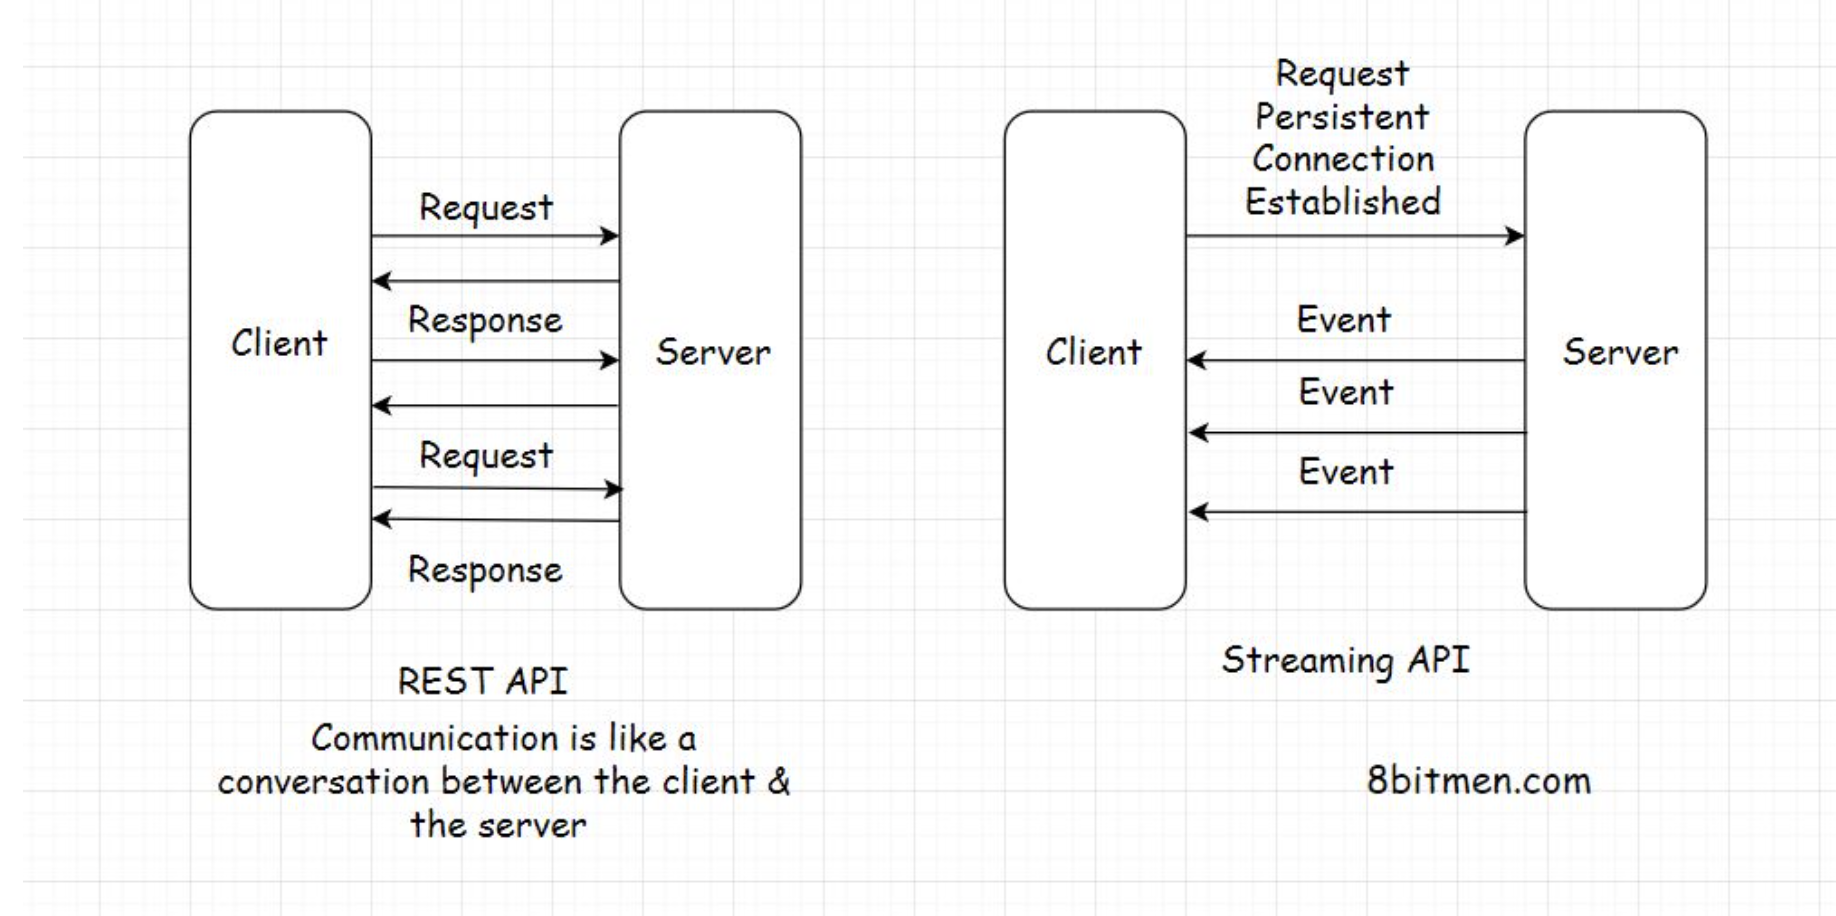 Client
Request
Response
Request
Response
Server
REST API
Communication is like a
conversation between the client &
the server
Request
Persistent
Connection
Established
Client
Event
Event
Event
Server
Streaming API
8bitmen.com